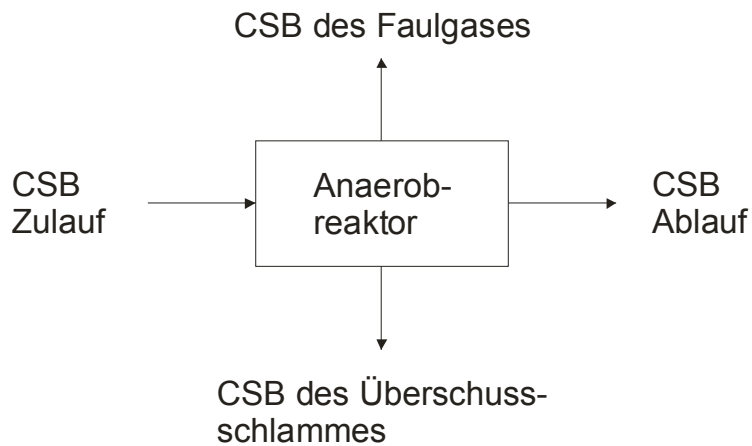 CSB des Faulgases
CSB
Zulauf
Anaerob-
reaktor
CSB
Ablauf
CSB des Überschuss-
schlammes